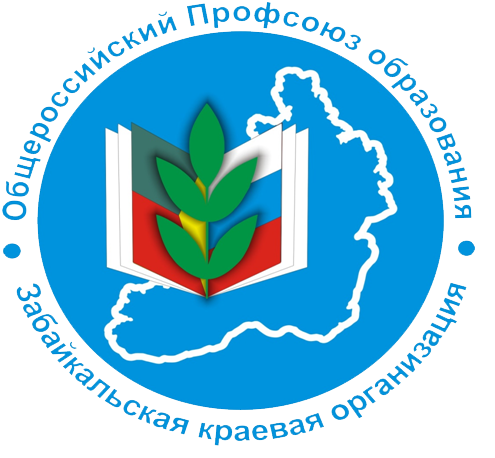 Общероссийский Профсоюз образования
Забайкальская краевая организация